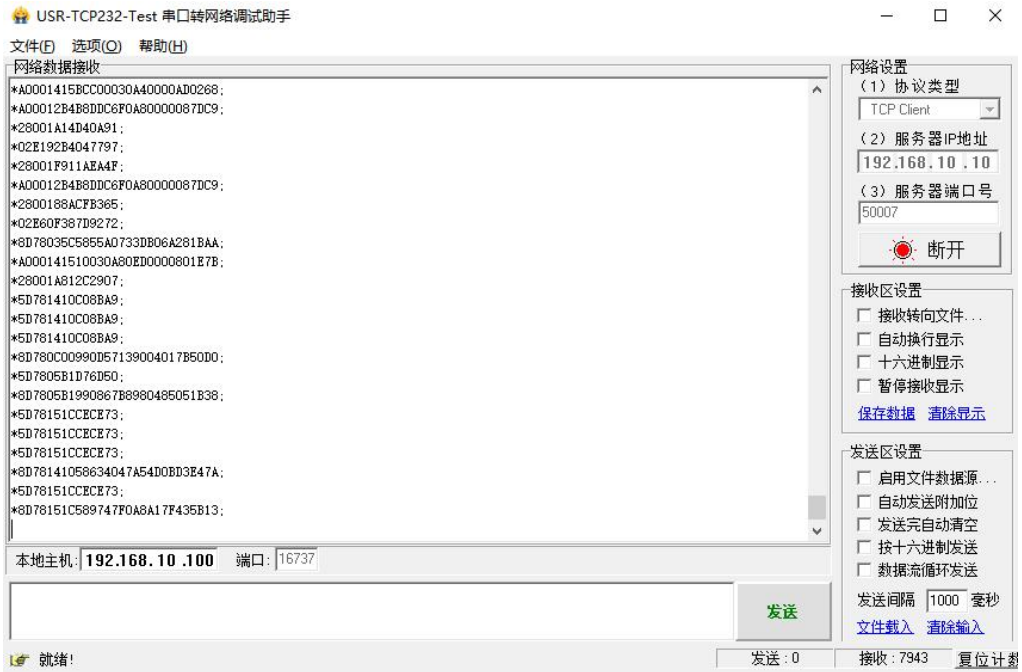 USR-TCP232-Test 串口转网络调试助手
文件(F) 选项(O) 帮助(H)
网络数据接收
*A0001415BCC00030A40000AD0268;
*A00012B4B8DDC6F0A80000087DC9;
*28001A14D40A91;
*02E192B4047797;
*28001F911AEA4F;
*A00012B4B8DDC6F0A80000087DC9;
*2800188ACFB365;
*02E60F387D9272;
*8D78035C5855A0733DB06A281BAA;
*A000141510030A80ED0000801E7B;
*28001A812C2907;
*5D781410C08BA9;
*5D781410C08BA9;
*5D781410C08BA9;
*8D780C00990D57139004017B50D0;
*5D7805B1D76D50;
*8D7805B1990867B8980485051B38;
*5D78151CCECE73;
*5D78151CCECE73;
*5D78151CCECE73;
*8D78141058634047A54D0BD3E47A;
*5D78151CCECE73;
*8D78151C589747F0A8A17F435B13;
本地主机: 192.168.10.100 端口: 16737
发送
就绪!
网络设置
(1) 协议类型
TCP Client
(2) 服务器IP地址
192.168.10.10
(3) 服务器端口号
50007
断开
接收区设置
接收转向文件...
自动换行显示
十六进制显示
暂停接收显示
保存数据 清除显示
发送区设置
启用文件数据源...
自动发送附加位
发送完自动清空
按十六进制发送
数据流循环发送
发送间隔 1000 毫秒
文件载入 清除输入
发送 : 0 接收 : 7943 复位计数